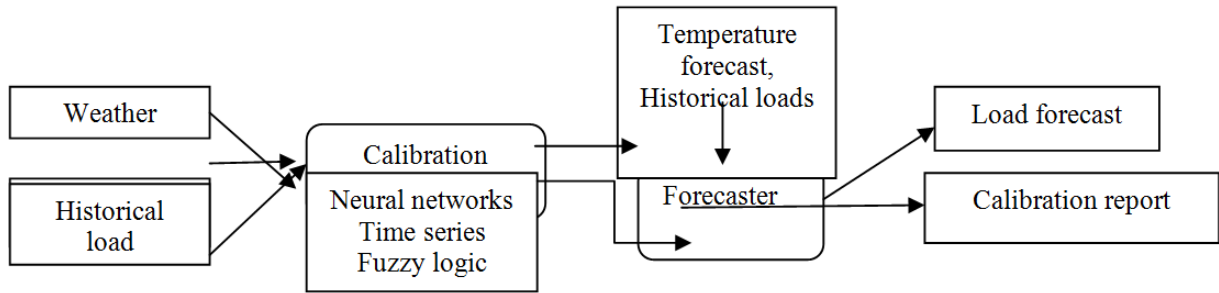 Weather
Historical
load
Calibration
Neural networks
Time series
Fuzzy logic
Temperature
forecast,
Historical loads
Forecaster
Load forecast
Calibration report